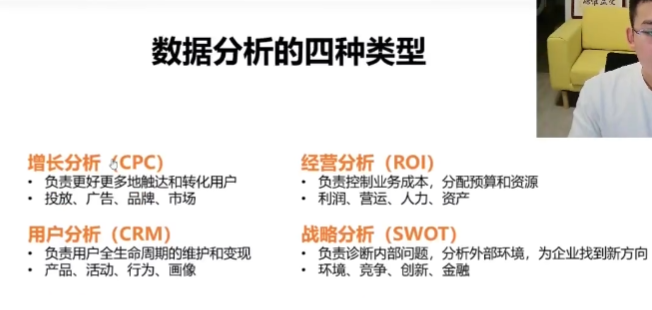 数据分析的四种类型
增长分析（CPC）
• 负责更好更多地触达和转化用户
• 投放、广告、品牌、市场
经营分析（ROI）
• 负责控制业务成本，分配预算和资源
• 利润、营运、人力、资产
用户分析（CRM）
• 负责用户全生命周期的维护和变现
• 产品、活动、行为、画像
战略分析（SWOT）
• 负责诊断内部问题，分析外部环境，为企业找到新方向
• 环境、竞争、创新、金融